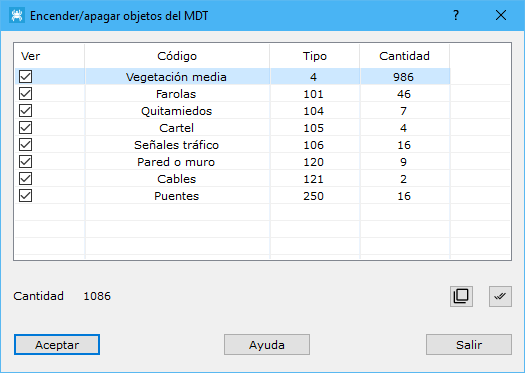 Encender/apagar objetos del MDT ?
Ver Código Tipo Cantidad
Vegetación media 4 986
Farolas 101 46
Quitamiedos 104 7
Cartel 105 4
Señales tráfico 106 16
Pared o muro 120 9
Cables 121 2
Puentes 250 16
Cantidad 1086
Aceptar Ayuda Salir